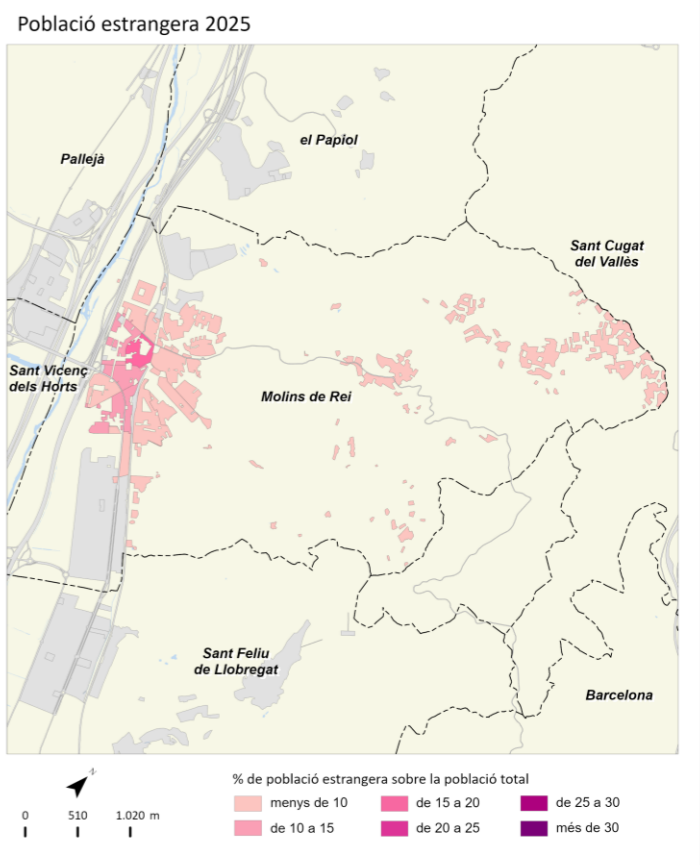 Població estrangera 2025
el Papiol
Pallejà
Sant Cugat
del Vallès
Sant Vicenç
dels Horts
Molins de Rei
Sant Feliu
de Llobregat
Barcelona
N
% de població estrangera sobre la població total
menys de 10
de 15 a 20
de 25 a 30
de 10 a 15
de 20 a 25
més de 30
0 510 1.020 m